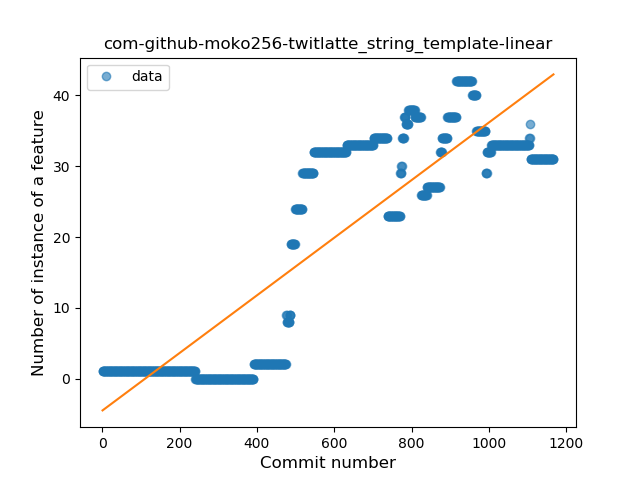 com-github-moko256-twitlatte_string_template-linear
data
Number of instance of a feature
40
30
20
10
0
0 200 400 600 800 1000 1200
Commit number